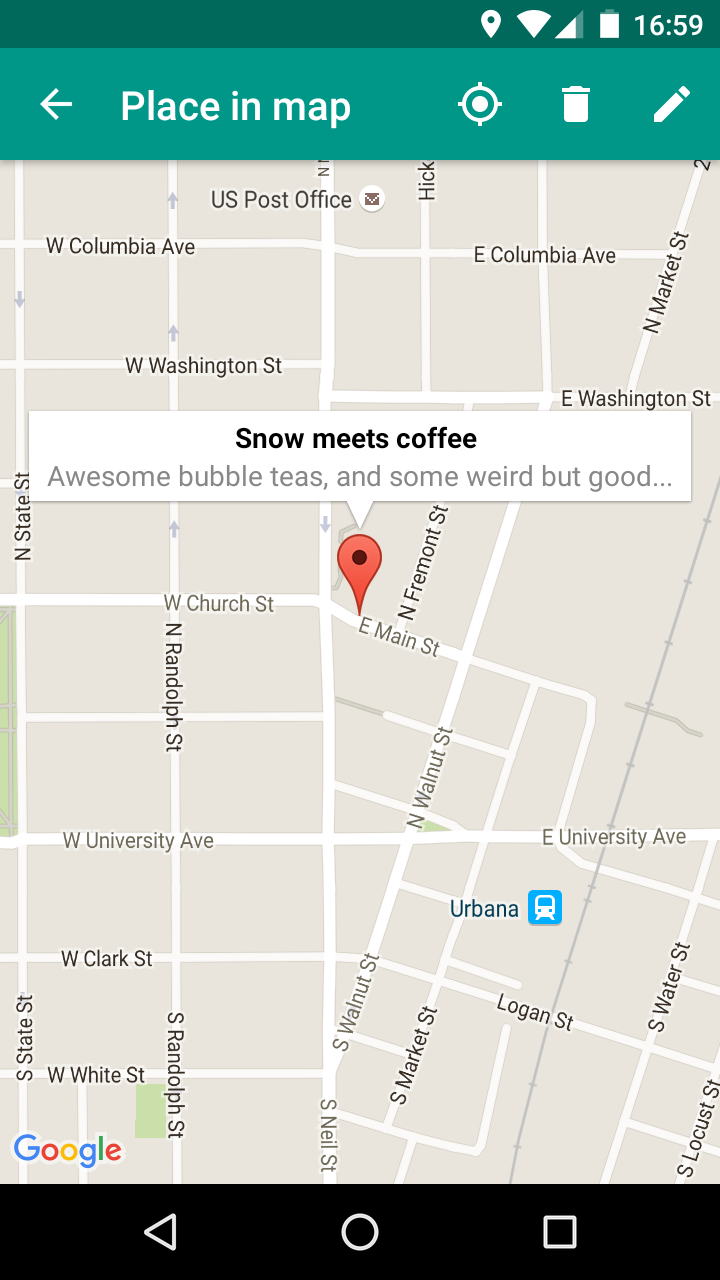 16:59
Place in map
N N
Hick
2
US Post Office
W Columbia Ave
E Columbia Ave
N Market St
W Washington St
E Washington St
Snow meets coffee
Awesome bubble teas, and some weird but good...
N State St
N Fremont St
W Church St
E Main St
N Randolph St
N Walnut St
W University Ave
E University Ave
Urbana
W Clark St
S Walnut St
S Water St
Logan St
S State St
S Market St
S Randolph St
W White St
S Locust St
S Neil St
Google